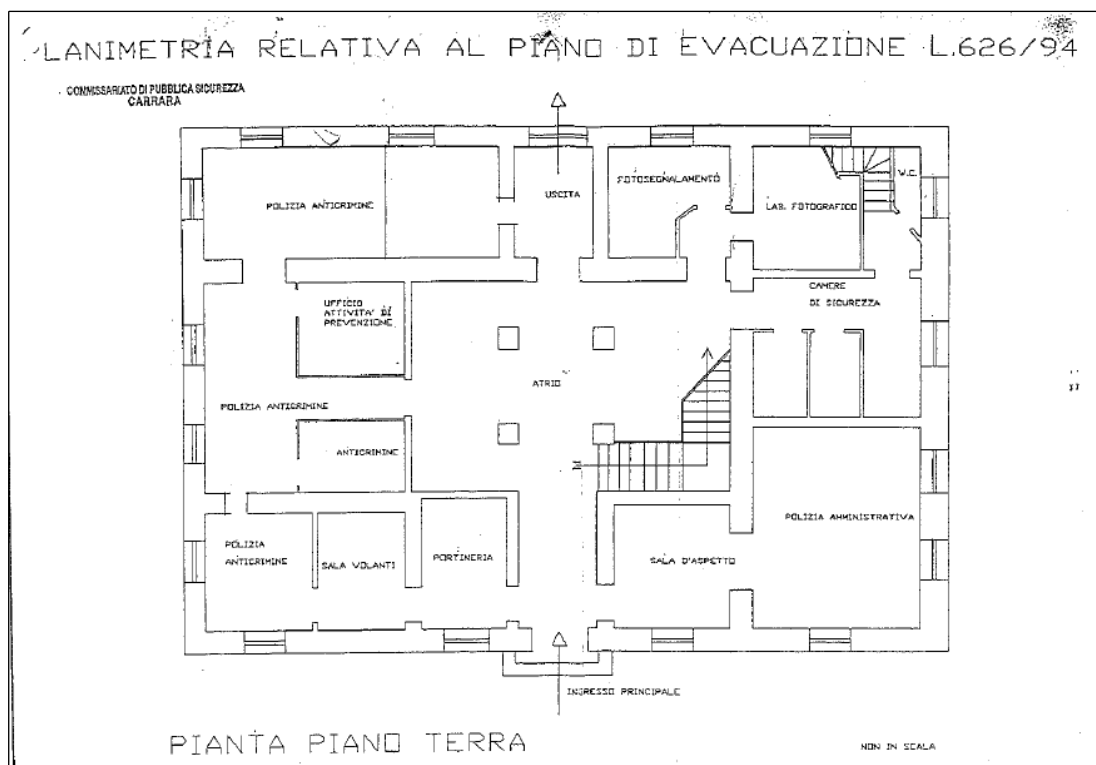 PLANIMETRIA RELATIVA AL PIANO DI EVACUAZIONE L.626/94
COMMISSARIATO DI PUBBLICA SICUREZZA
CARRARA
FOTOSEGNALAMENTO
W.C.
USCITA
POLIZIA ANTICRIMINE
LAB. FOTOGRAFICO
CAMERE
DI SICUREZZA
UFFICIO
ATTIVITA' DI
PREVENZIONE
ATRIO
POLIZIA ANTICRIMINE
ANTICRIMINE
POLIZIA AMMINISTRATIVA
POLIZIA
ANTICRIMINE
SALA VOLANTI
PORTINERIA
SALA D'ASPETTO
INGRESSO PRINCIPALE
PIANTA PIANO TERRA
NON IN SCALA